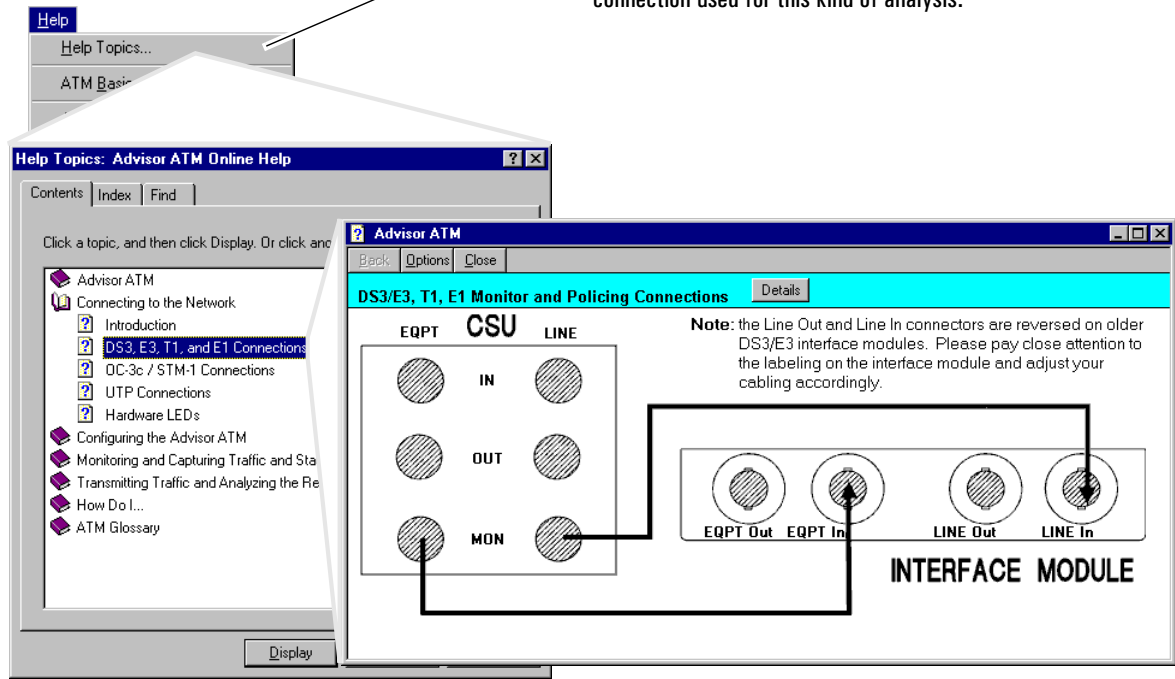 connection used for this kind of analysis.
Help
Help Topics...
ATM Basic
Help Topics: Advisor ATM Online Help
Contents Index Find
Click a topic, and then click Display. Or click
Advisor ATM
Connecting to the Network
Introduction
DS3, E3, T1, and E1 Connections
OC-3c / STM-1 Connections
UTP Connections
Hardware LEDs
Configuring the Advisor ATM
Monitoring and Capturing Traffic and Sta
Transmitting Traffic and Analyzing the Re
How Do I...
ATM Glossary
Display
Advisor ATM
Back Options Close
DS3/E3, T1, E1 Monitor and Policing Connections Details
EQPT CSU LINE
IN
OUT
MON
Note: the Line Out and Line In connectors are reversed on older
DS3/E3 interface modules. Please pay close attention to
the labeling on the interface module and adjust your
cabling accordingly.
EQPT Out EQPT In LINE Out LINE In
INTERFACE MODULE